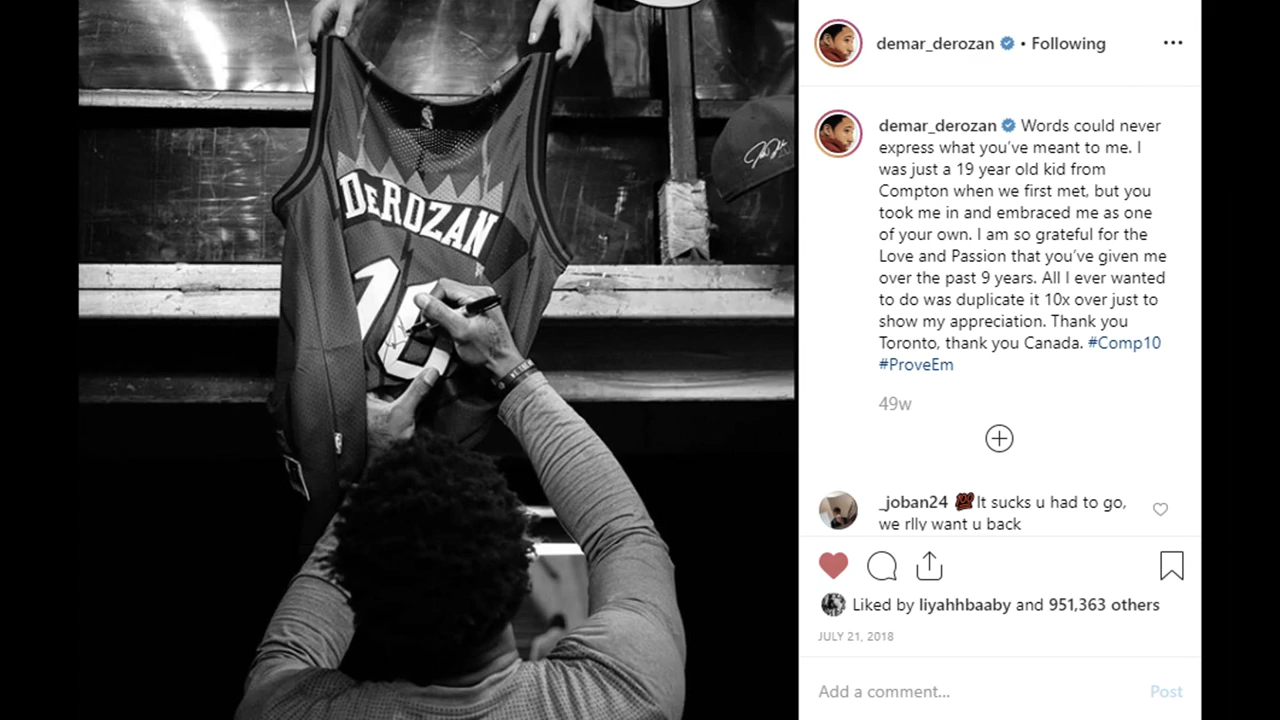 DEROZAN
10
demar_derozan • Following
demar_derozan Words could never
express what you've meant to me. I
was just a 19 year old kid from
Compton when we first met, but you
took me in and embraced me as one
of your own. I am so grateful for the
Love and Passion that you've given me
over the past 9 years. All I ever wanted
to do was duplicate it 10x over just to
show my appreciation. Thank you
Toronto, thank you Canada. #Comp10
#ProveEm
49w
_joban24 💯It sucks u had to go,
we rlly want u back
Liked by liyahhbaaby and 951,363 others
JULY 21, 2018
Add a comment...
Post